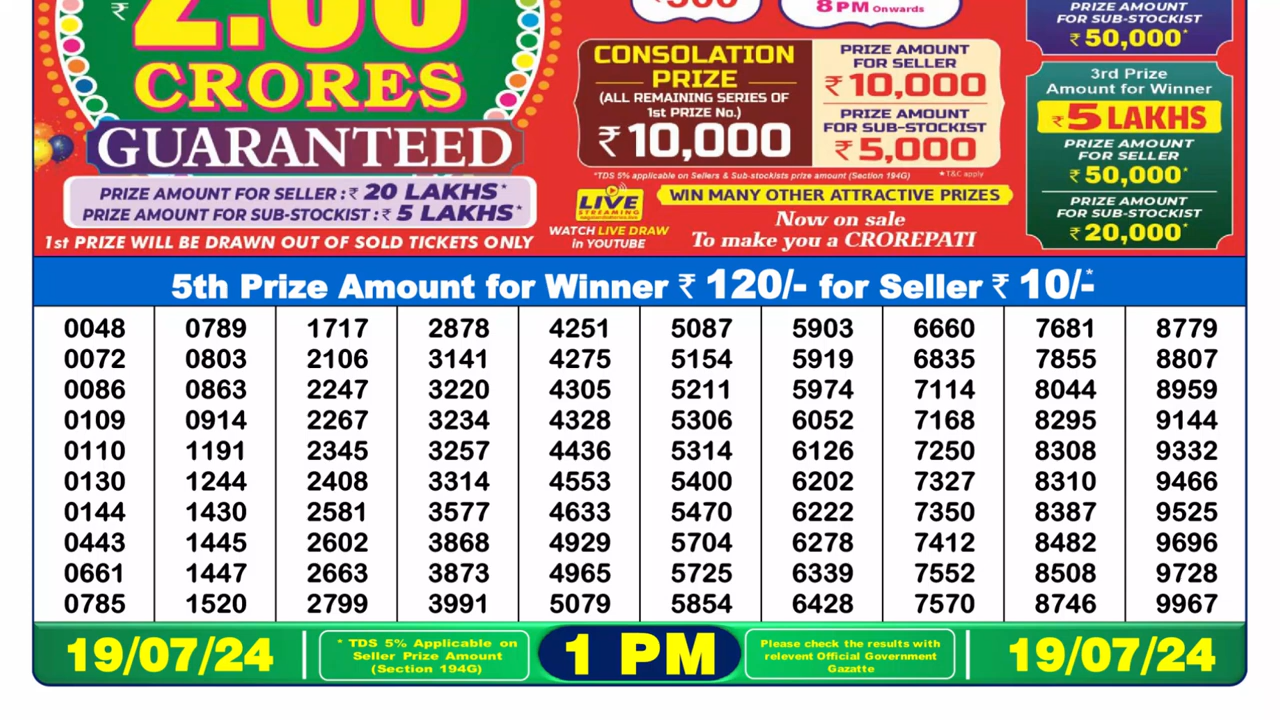 ₹ 2.00
CRORES
GUARANTEED
PRIZE AMOUNT FOR SELLER :₹ 20 LAKHS*
PRIZE AMOUNT FOR SUB-STOCKIST :₹ 5 LAKHS*
1st PRIZE WILL BE DRAWN OUT OF SOLD TICKETS ONLY
₹300
8PM Onwards
CONSOLATION
PRIZE
(ALL REMAINING SERIES OF
1st PRIZE No.)
₹ 10,000
PRIZE AMOUNT
FOR SELLER
₹10,000
PRIZE AMOUNT
FOR SUB-STOCKIST
₹5,000
*TDS 5% applicable on Sellers & Sub-stockists prize amount (Section 194G)
*T&C apply
LIVE
STREAMING
WATCH LIVE DRAW
in YOUTUBE
WIN MANY OTHER ATTRACTIVE PRIZES
Now on sale
To make you a CROREPATI
PRIZE AMOUNT
FOR SUB-STOCKIST
₹50,000*
3rd Prize
Amount for Winner
₹5 LAKHS
PRIZE AMOUNT
FOR SELLER
₹50,000*
PRIZE AMOUNT
FOR SUB-STOCKIST
₹20,000*
5th Prize Amount for Winner ₹ 120/- for Seller ₹ 10/-*
0048 0789 1717 2878 4251 5087 5903 6660 7681 8779
0072 0803 2106 3141 4275 5154 5919 6835 7855 8807
0086 0863 2247 3220 4305 5211 5974 7114 8044 8959
0109 0914 2267 3234 4328 5306 6052 7168 8295 9144
0110 1191 2345 3257 4436 5314 6126 7250 8308 9332
0130 1244 2408 3314 4553 5400 6202 7327 8310 9466
0144 1430 2581 3577 4633 5470 6222 7350 8387 9525
0443 1445 2602 3868 4929 5704 6278 7412 8482 9696
0661 1447 2663 3873 4965 5725 6339 7552 8508 9728
0785 1520 2799 3991 5079 5854 6428 7570 8746 9967
19/07/24
* TDS 5% Applicable on
Seller Prize Amount
(Section 194G)
1 PM
Please check the results with
relevent Official Government
Gazatte
19/07/24